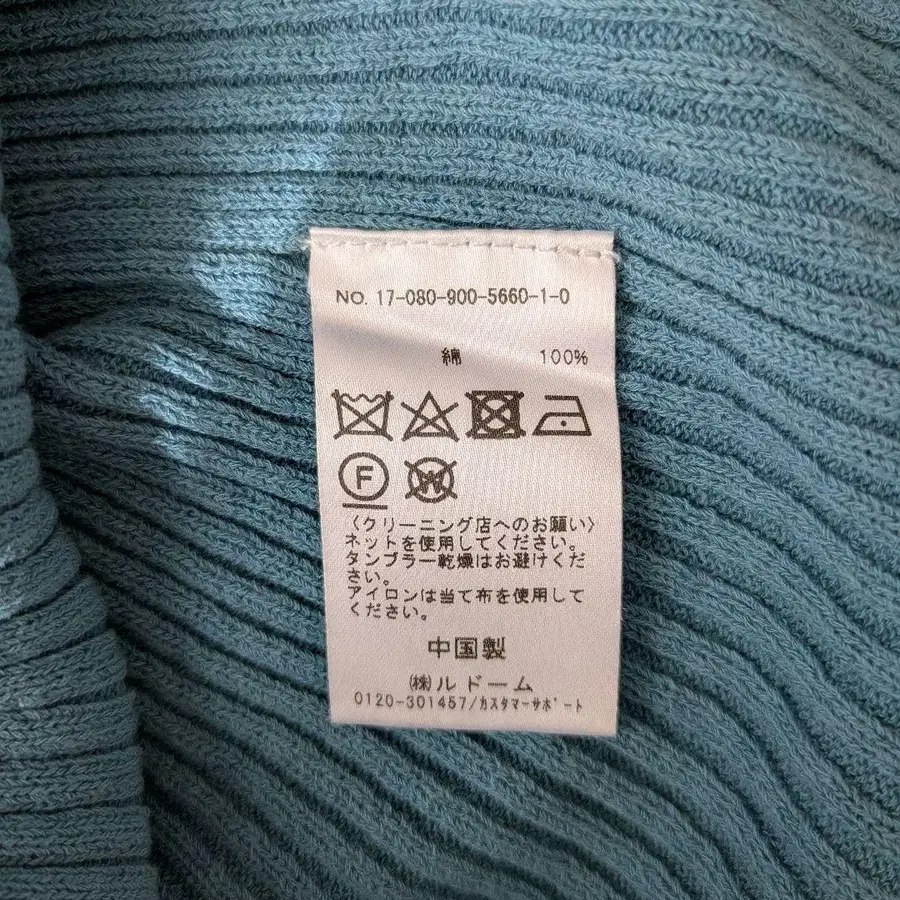 NO. 17-080-900-5660-1-0
綿 100%
F W
〈クリーニング店へのお願い〉
ネットを使用してください。
タンブラー乾燥はお避けくだ
さい。
アイロンは当て布を使用して
ください。
中国製
㈱ルドーム
0120-301457/ｶｽﾀﾏｰｻﾎﾟｰﾄ